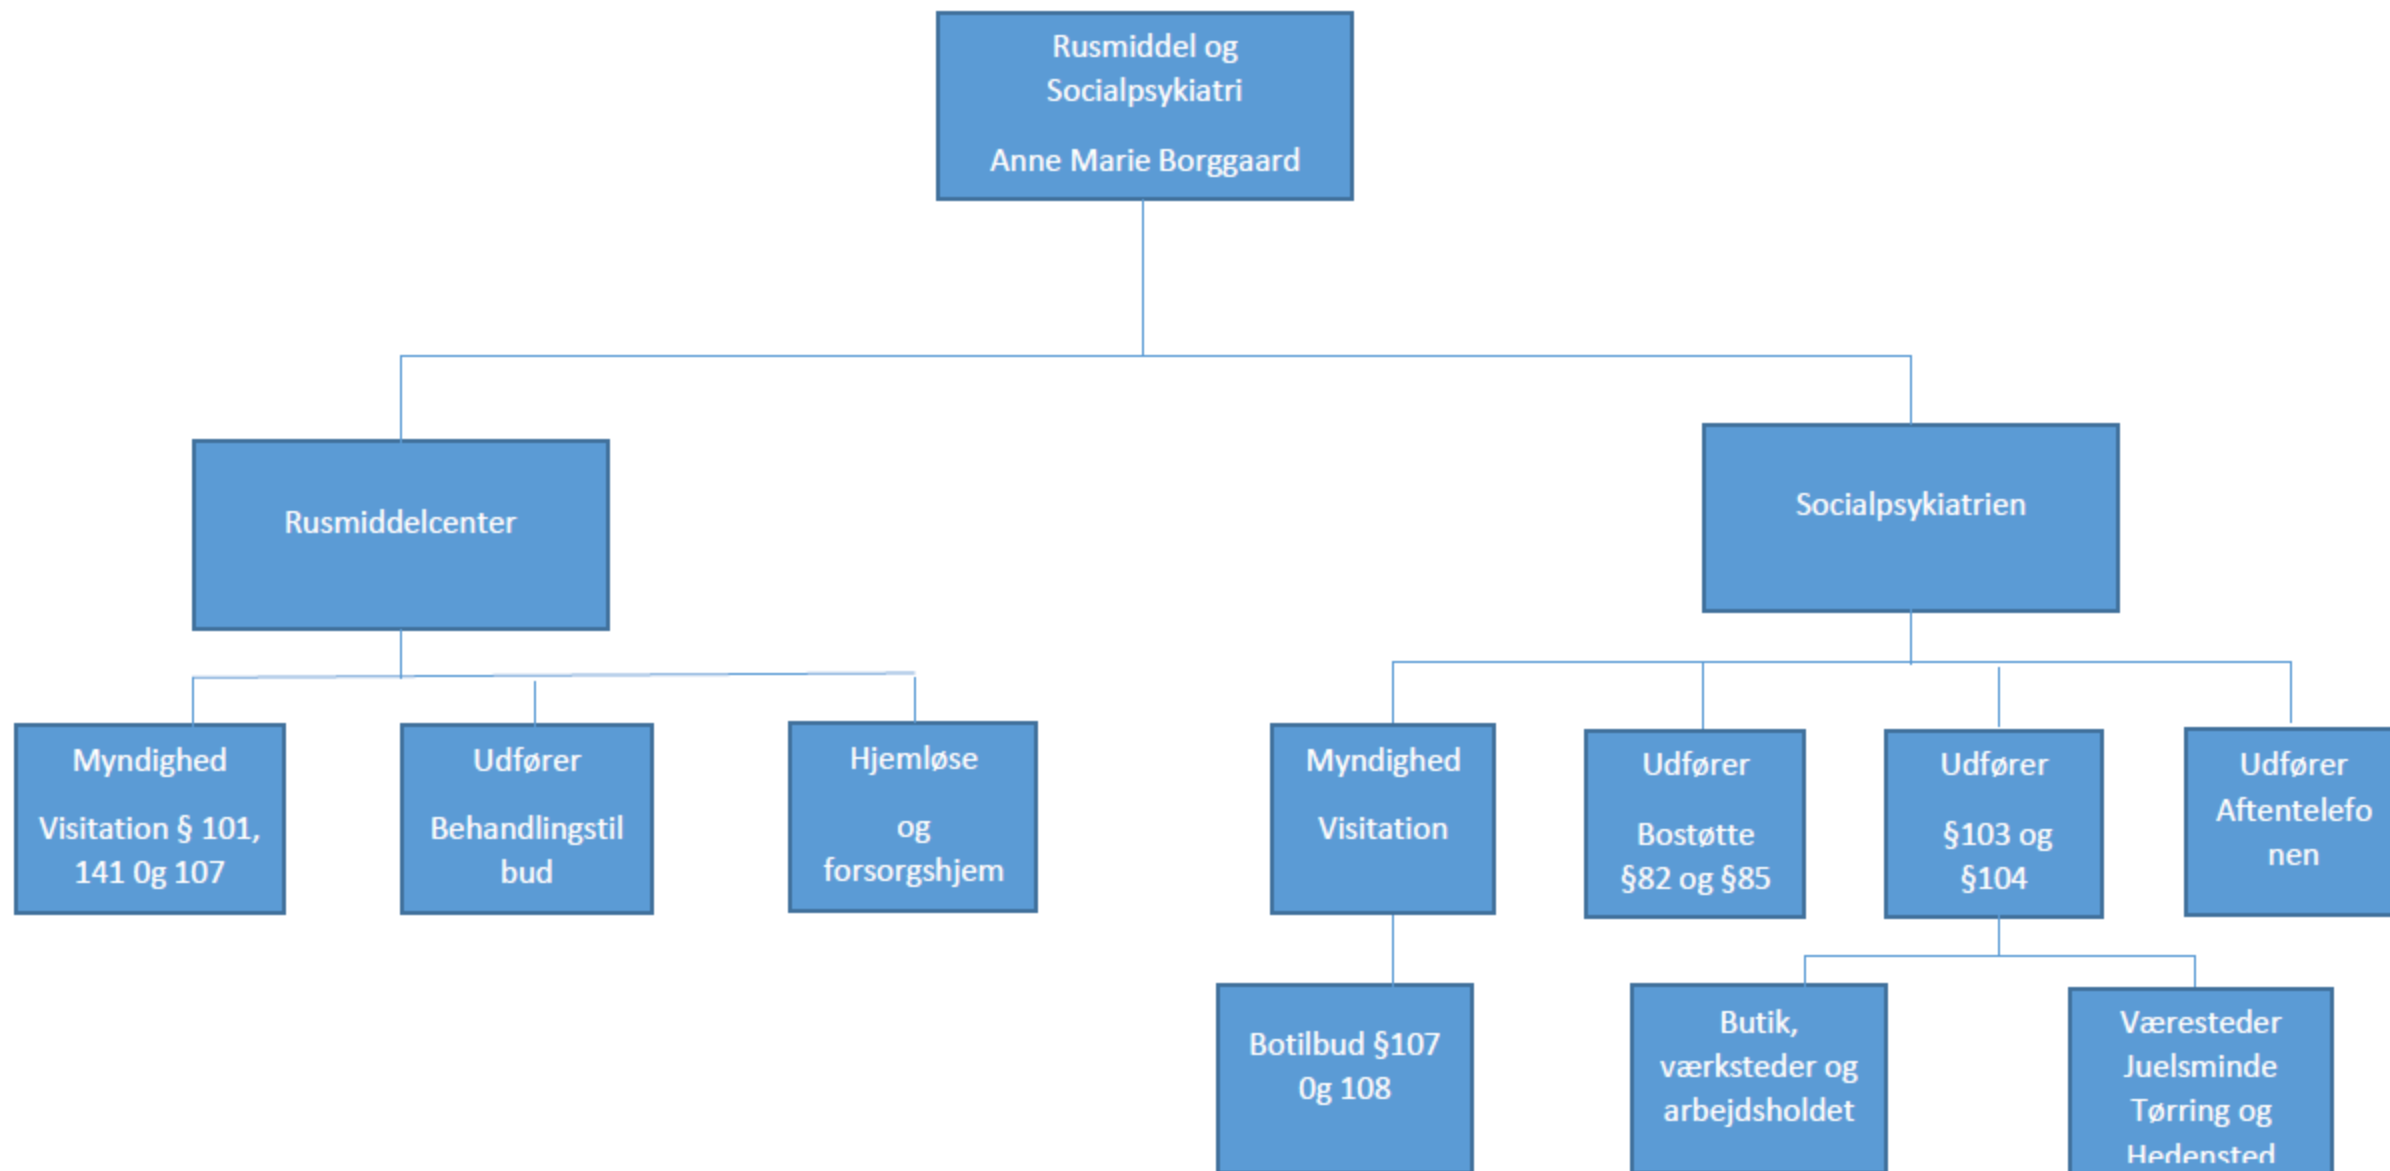 Rusmiddel og
Socialpsykiatri
Anne Marie Borggaard
Rusmiddelcenter
Socialpsykiatrien
Myndighed
Visitation § 101,
141 0g 107
Udfører
Behandlingstil
bud
Hjemløse
og
forsorgshjem
Myndighed
Visitation
Udfører
Bostøtte
§82 og §85
Udfører
§103 og
§104
Udfører
Aftentelefo
nen
Botilbud §107
0g 108
Butik,
værksteder og
arbejdsholdet
Væresteder
Juelsminde
Tørring og
Hedensted